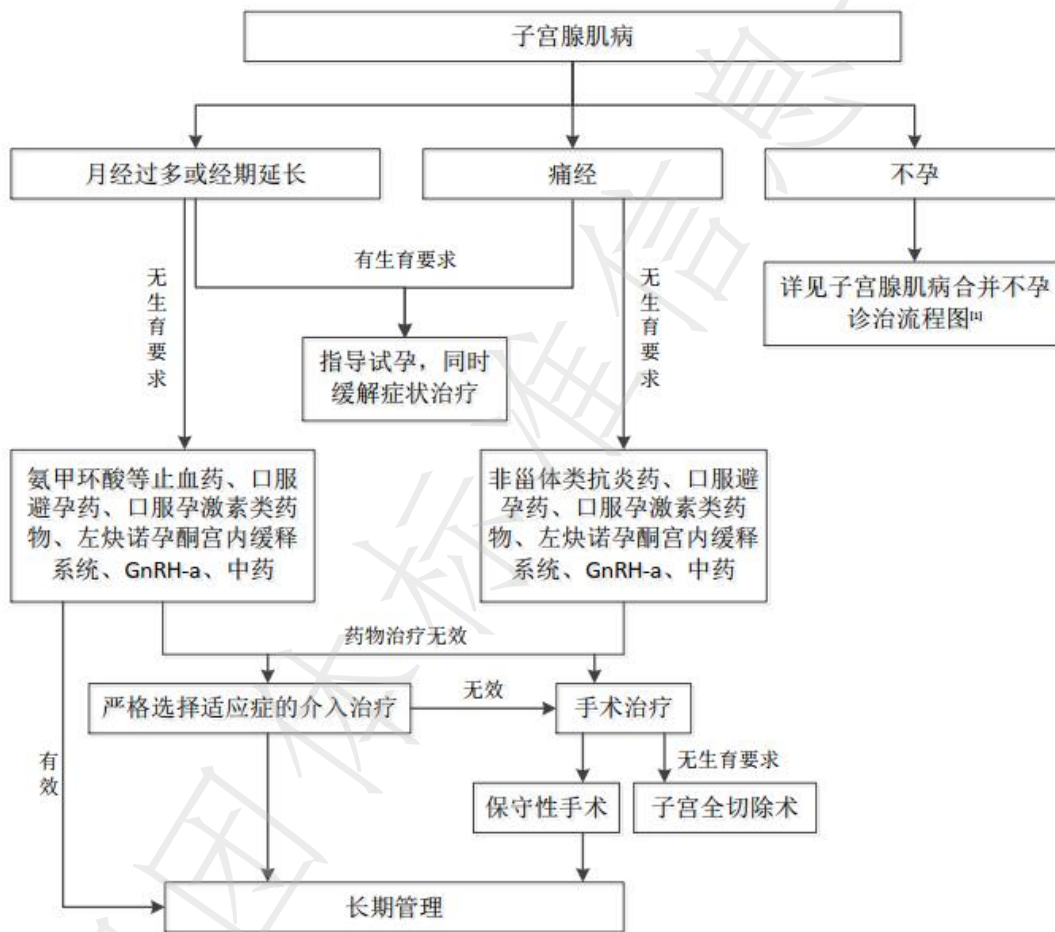 子宫腺肌病
月经过多或经期延长
痛经
不孕
有生育要求
无生育要求
无生育要求
详见子宫腺肌病合并不孕
诊治流程图[1]
指导试孕，同时
缓解症状治疗
氨甲环酸等止血药、口服
避孕药、口服孕激素类药
物、左炔诺孕酮宫内缓释
系统、GnRH-a、中药
非甾体类抗炎药、口服避
孕药、口服孕激素类药
物、左炔诺孕酮宫内缓释
系统、GnRH-a、中药
药物治疗无效
严格选择适应症的介入治疗
无效
手术治疗
有效
无生育要求
保守性手术
子宫全切除术
长期管理
团体标准信息